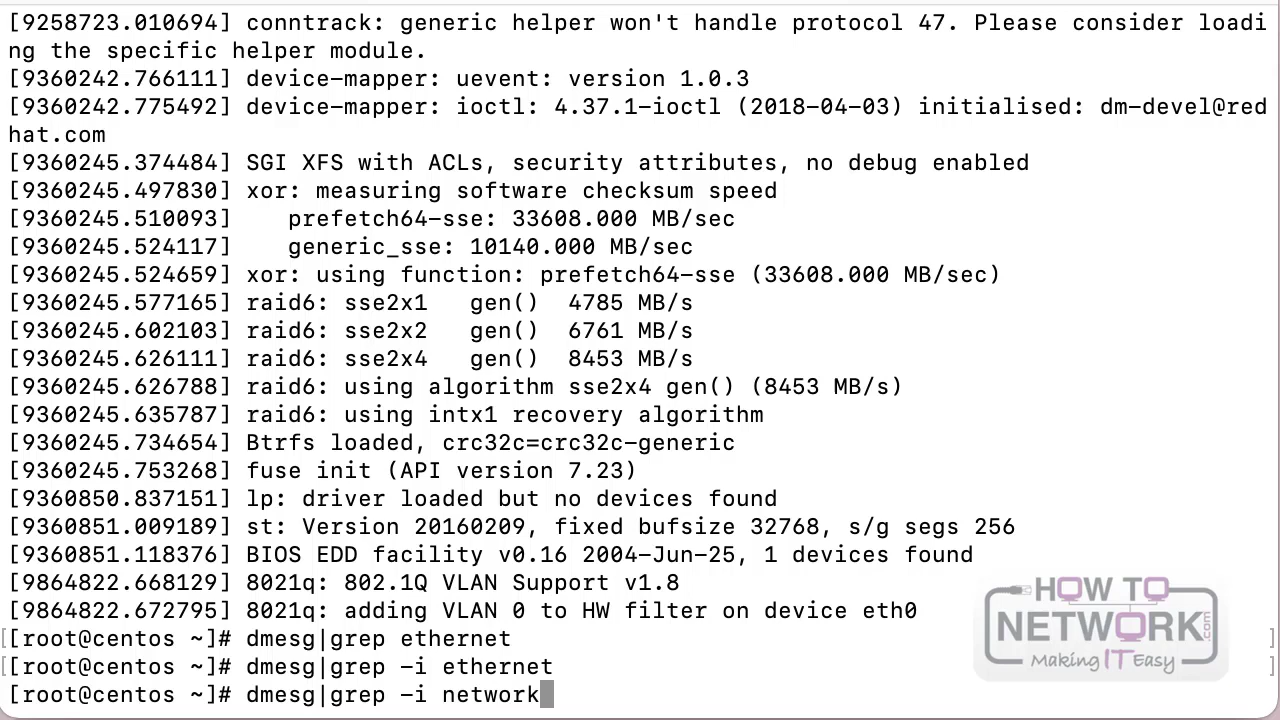 [9258723.010694] conntrack: generic helper won't handle protocol 47. Please consider loadi
ng the specific helper module.
[9360242.766111] device-mapper: uevent: version 1.0.3
[9360242.775492] device-mapper: ioctl: 4.37.1-ioctl (2018-04-03) initialised: dm-devel@red
hat.com
[9360245.374484] SGI XFS with ACLs, security attributes, no debug enabled
[9360245.497830] xor: measuring software checksum speed
[9360245.510093]    prefetch64-sse: 33608.000 MB/sec
[9360245.524117]    generic_sse: 10140.000 MB/sec
[9360245.524659] xor: using function: prefetch64-sse (33608.000 MB/sec)
[9360245.577165] raid6: sse2x1   gen()  4785 MB/s
[9360245.602103] raid6: sse2x2   gen()  6761 MB/s
[9360245.626111] raid6: sse2x4   gen()  8453 MB/s
[9360245.626788] raid6: using algorithm sse2x4 gen() (8453 MB/s)
[9360245.635787] raid6: using intx1 recovery algorithm
[9360245.734654] Btrfs loaded, crc32c=crc32c-generic
[9360245.753268] fuse init (API version 7.23)
[9360850.837151] lp: driver loaded but no devices found
[9360851.009189] st: Version 20160209, fixed bufsize 32768, s/g segs 256
[9360851.118376] BIOS EDD facility v0.16 2004-Jun-25, 1 devices found
[9864822.668129] 8021q: 802.1Q VLAN Support v1.8
[9864822.672795] 8021q: adding VLAN 0 to HW filter on device eth0
[[root@centos ~]# dmesg|grep ethernet ]
[[root@centos ~]# dmesg|grep -i ethernet ]
[root@centos ~]# dmesg|grep -i network
HOW TO
NETWORK.com
Making IT Easy